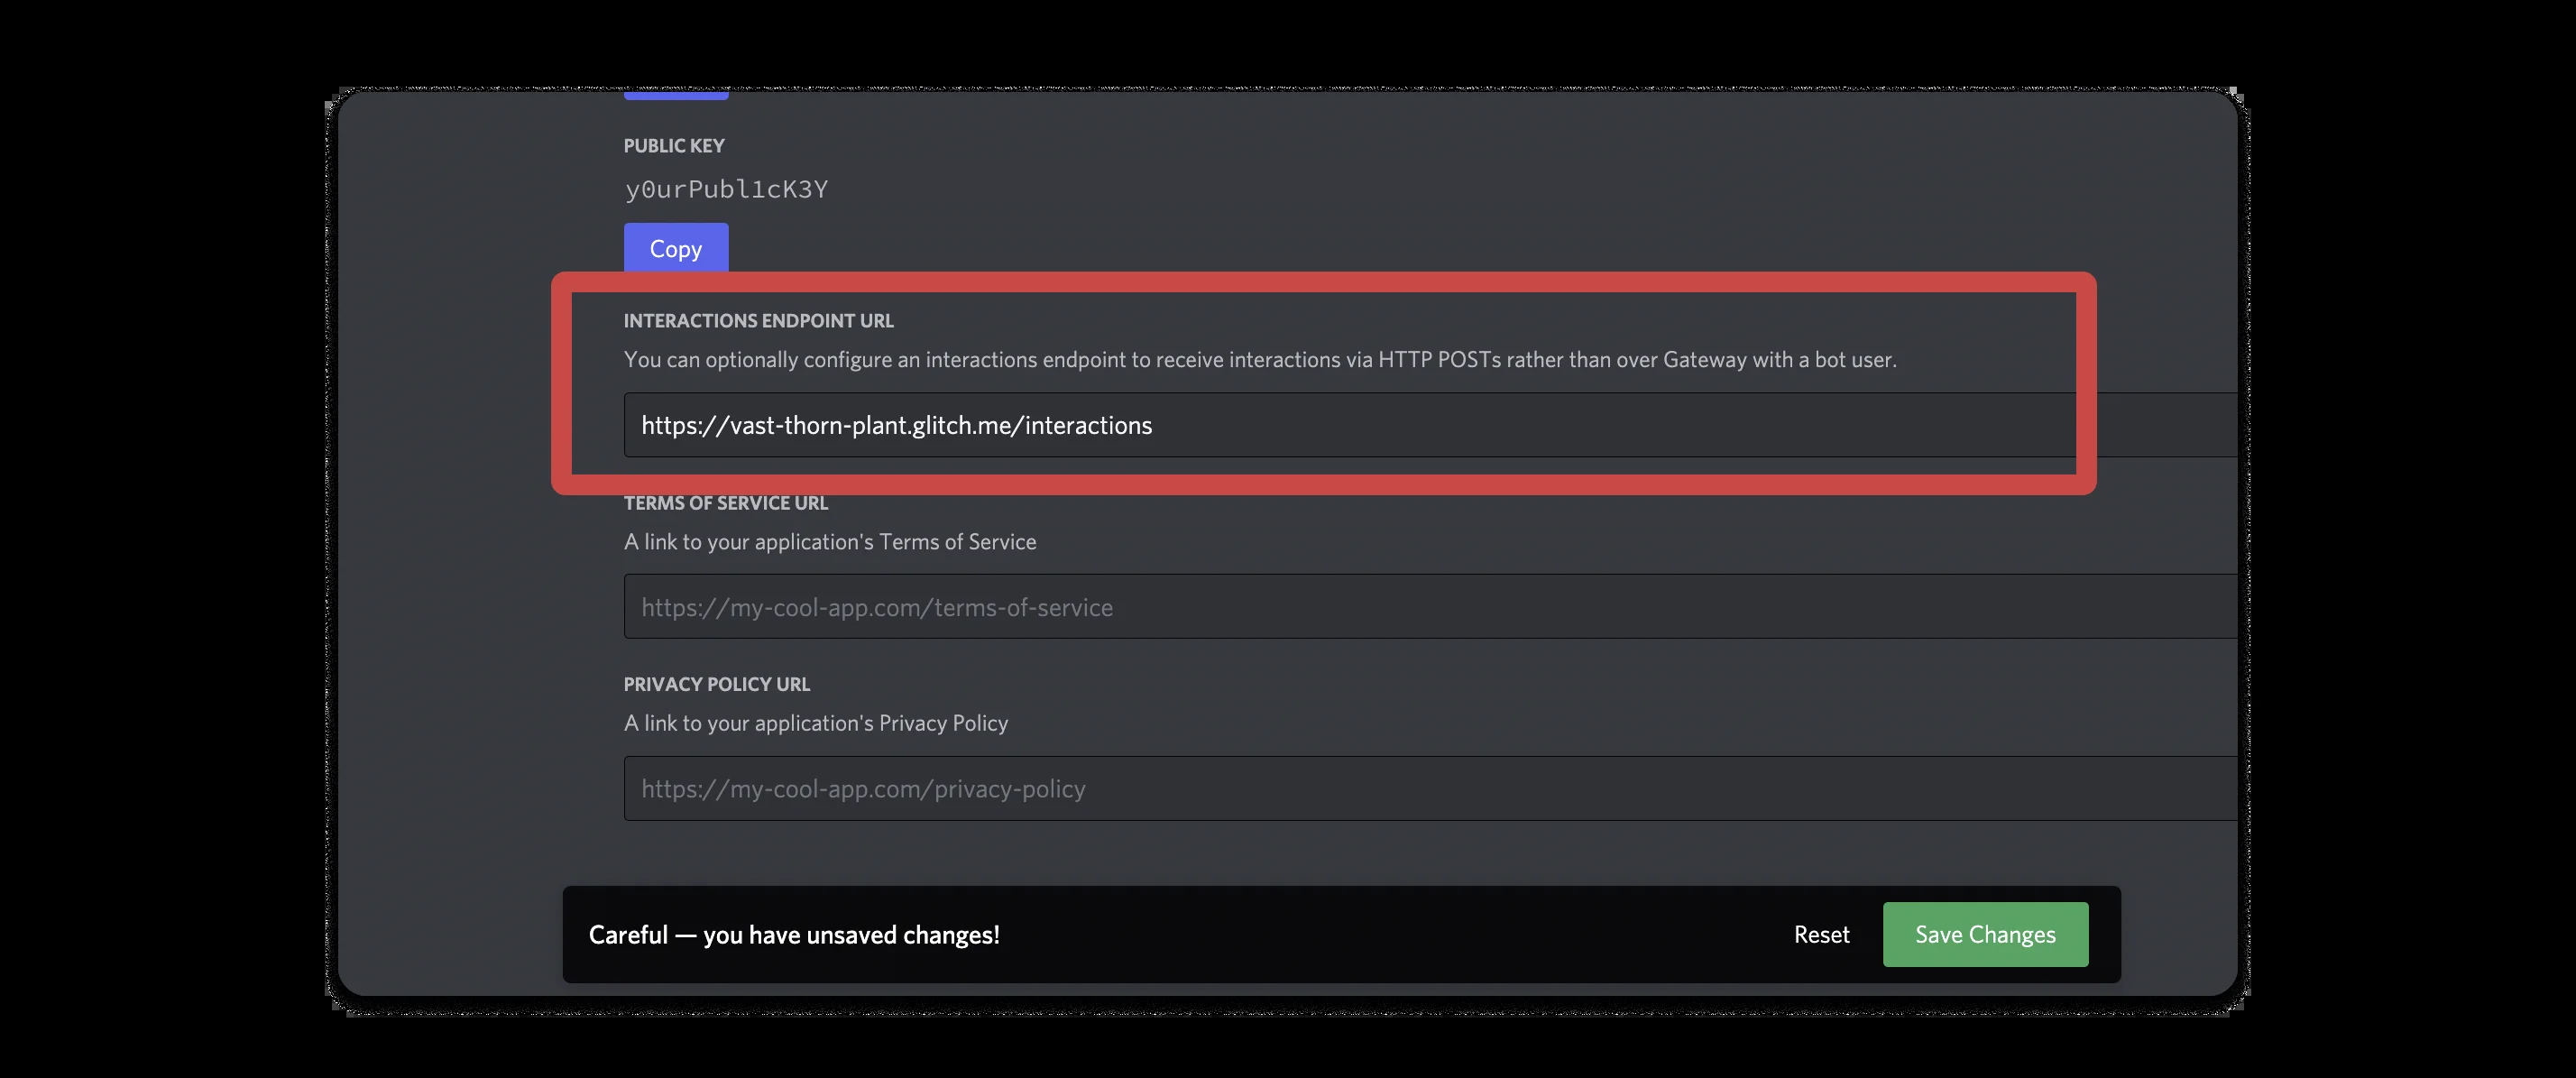 PUBLIC KEY
y0urPubl1cK3Y
Copy
INTERACTIONS ENDPOINT URL
You can optionally configure an interactions endpoint to receive interactions via HTTP POSTs rather than over Gateway with a bot user.
https://vast-thorn-plant.glitch.me/interactions
TERMS OF SERVICE URL
A link to your application's Terms of Service
https://my-cool-app.com/terms-of-service
PRIVACY POLICY URL
A link to your application's Privacy Policy
https://my-cool-app.com/privacy-policy
Careful — you have unsaved changes! Reset Save Changes